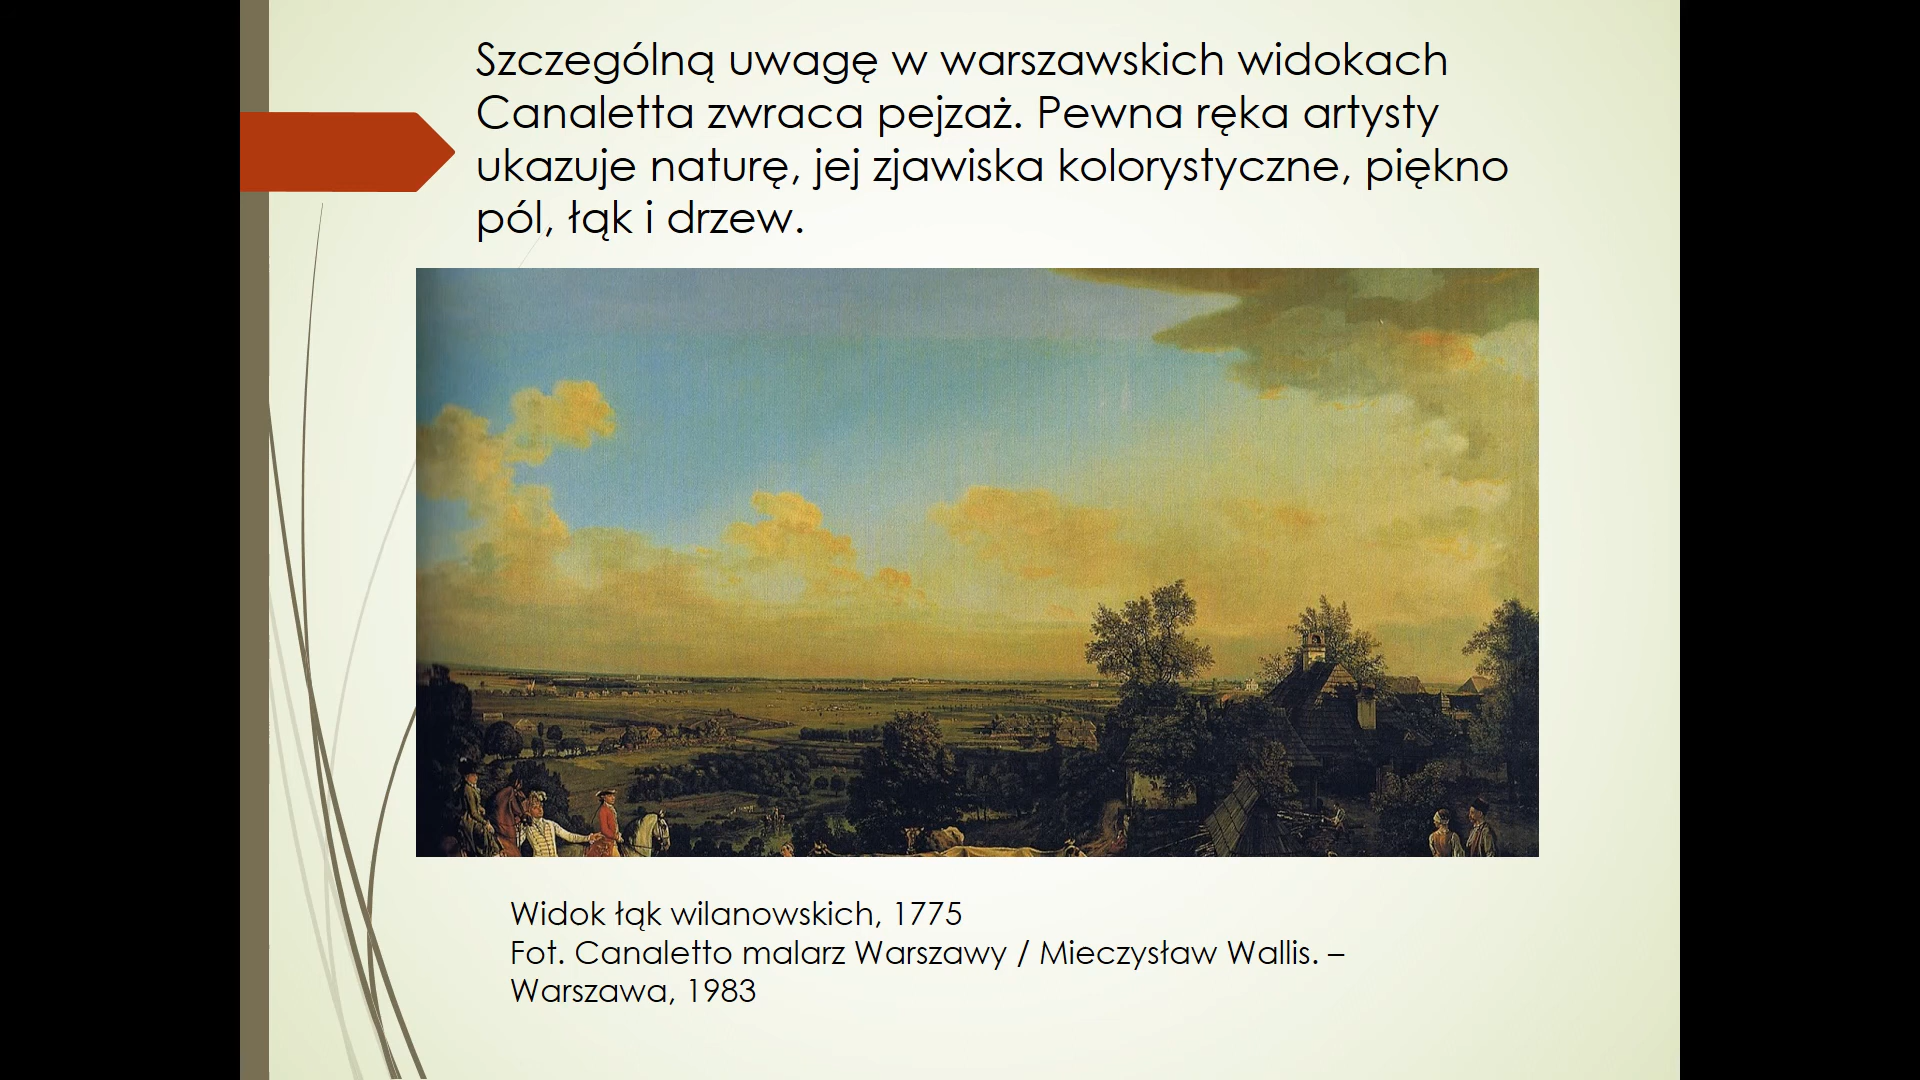 Szczególną uwagę w warszawskich widokach
Canaletta zwraca pejzaż. Pewna ręka artysty
ukazuje naturę, jej zjawiska kolorystyczne, piękno
pól, łąk i drzew.
Widok łąk wilanowskich, 1775
Fot. Canaletto malarz Warszawy / Mieczysław Wallis. –
Warszawa, 1983